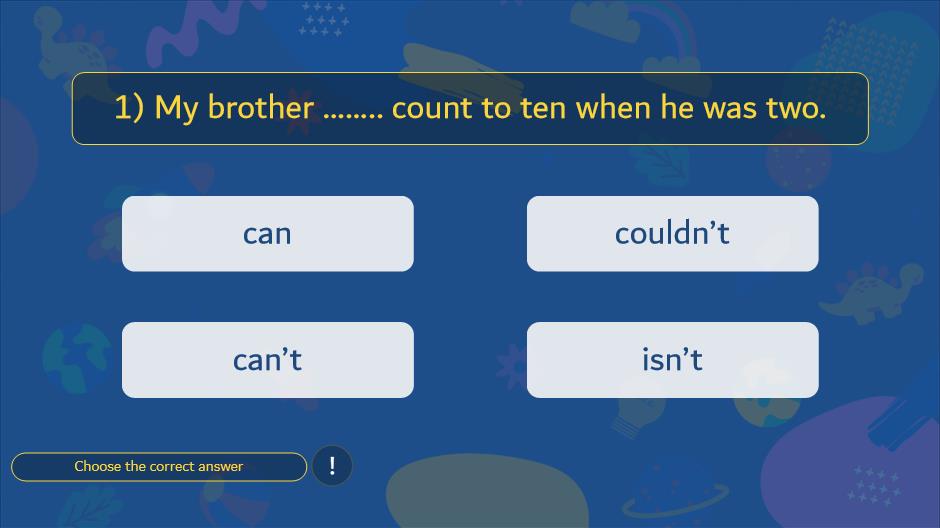 1) My brother ........ count to ten when he was two.
can
couldn’t
can’t
isn’t
Choose the correct answer
!